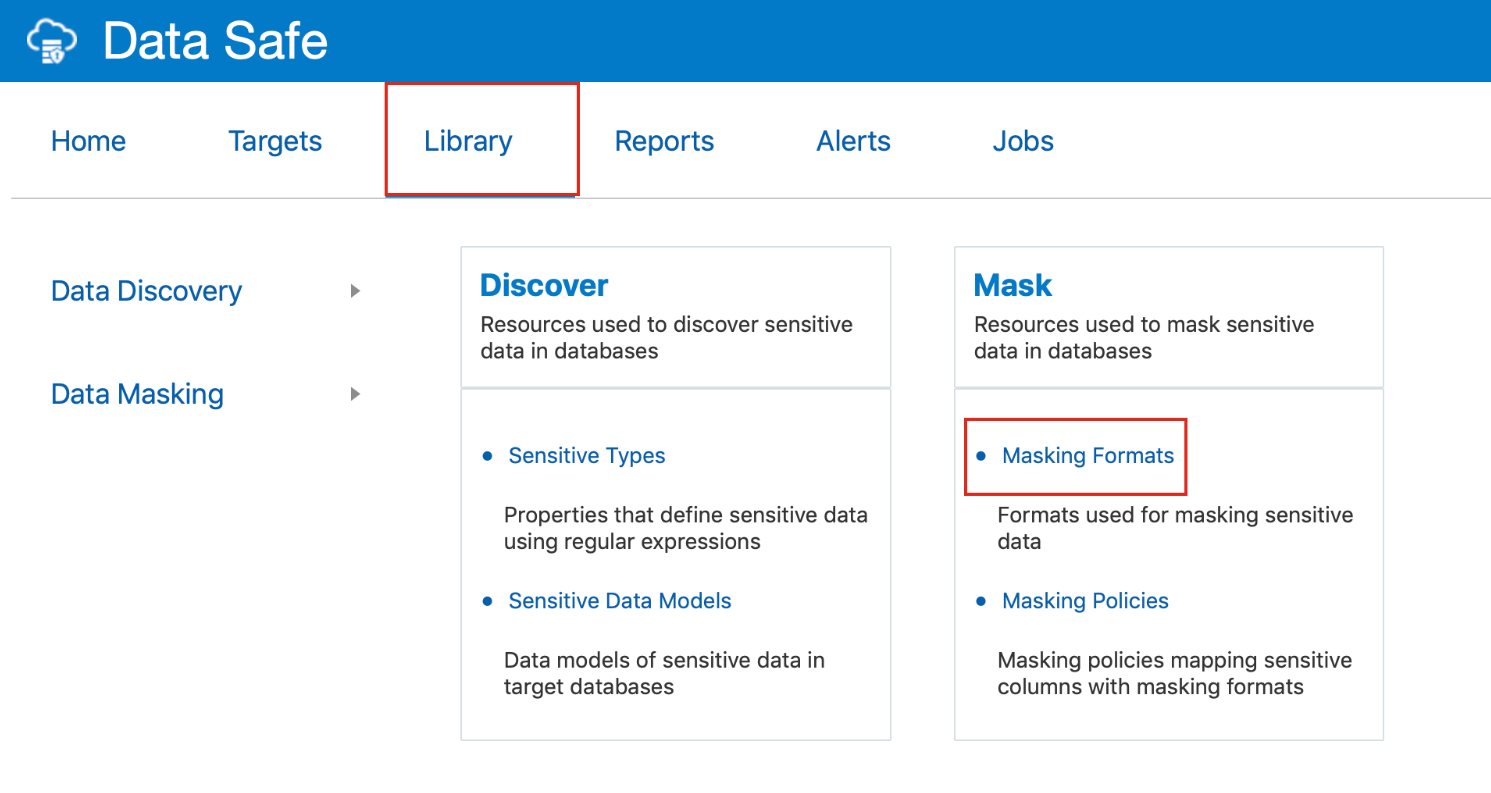 Data Safe
Home
Targets
Library
Reports
Alerts
Jobs
Data Discovery
Data Masking
Discover
Resources used to discover sensitive
data in databases
Sensitive Types
Properties that define sensitive data
using regular expressions
Sensitive Data Models
Data models of sensitive data in
target databases
Mask
Resources used to mask sensitive
data in databases
Masking Formats
Formats used for masking sensitive
data
Masking Policies
Masking policies mapping sensitive
columns with masking formats